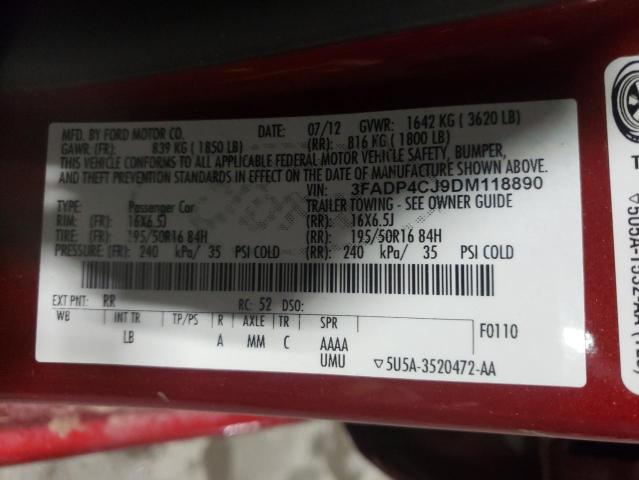 MFD. BY FORD MOTOR CO. DATE: 07/12 GVWR: 1642 KG ( 3620 LB)
GAWR: (FR): 839 KG ( 1850 LB) (RR): 816 KG ( 1800 LB)
THIS VEHICLE CONFORMS TO ALL APPLICABLE FEDERAL MOTOR VEHICLE SAFETY, BUMPER,
AND THEFT PREVENTION STANDARDS IN EFFECT ON THE DATE OF MANUFACTURE SHOWN ABOVE.
VIN: 3FADP4CJ9DM118890
TYPE: Passenger Car TRAILER TOWING - SEE OWNER GUIDE
RIM: (FR): 16X6.5J (RR): 16X6.5J
TIRE: (FR): 195/50R16 84H (RR): 195/50R16 84H
PRESSURE: (FR): 240 kPa/ 35 PSI COLD (RR): 240 kPa/ 35 PSI COLD
EXT PNT: RR RC: 52 DSO:
WB INT TR TP/PS R AXLE TR SPR F0110
LB A MM C AAAA
UMU ▽5U5A-3520472-AA